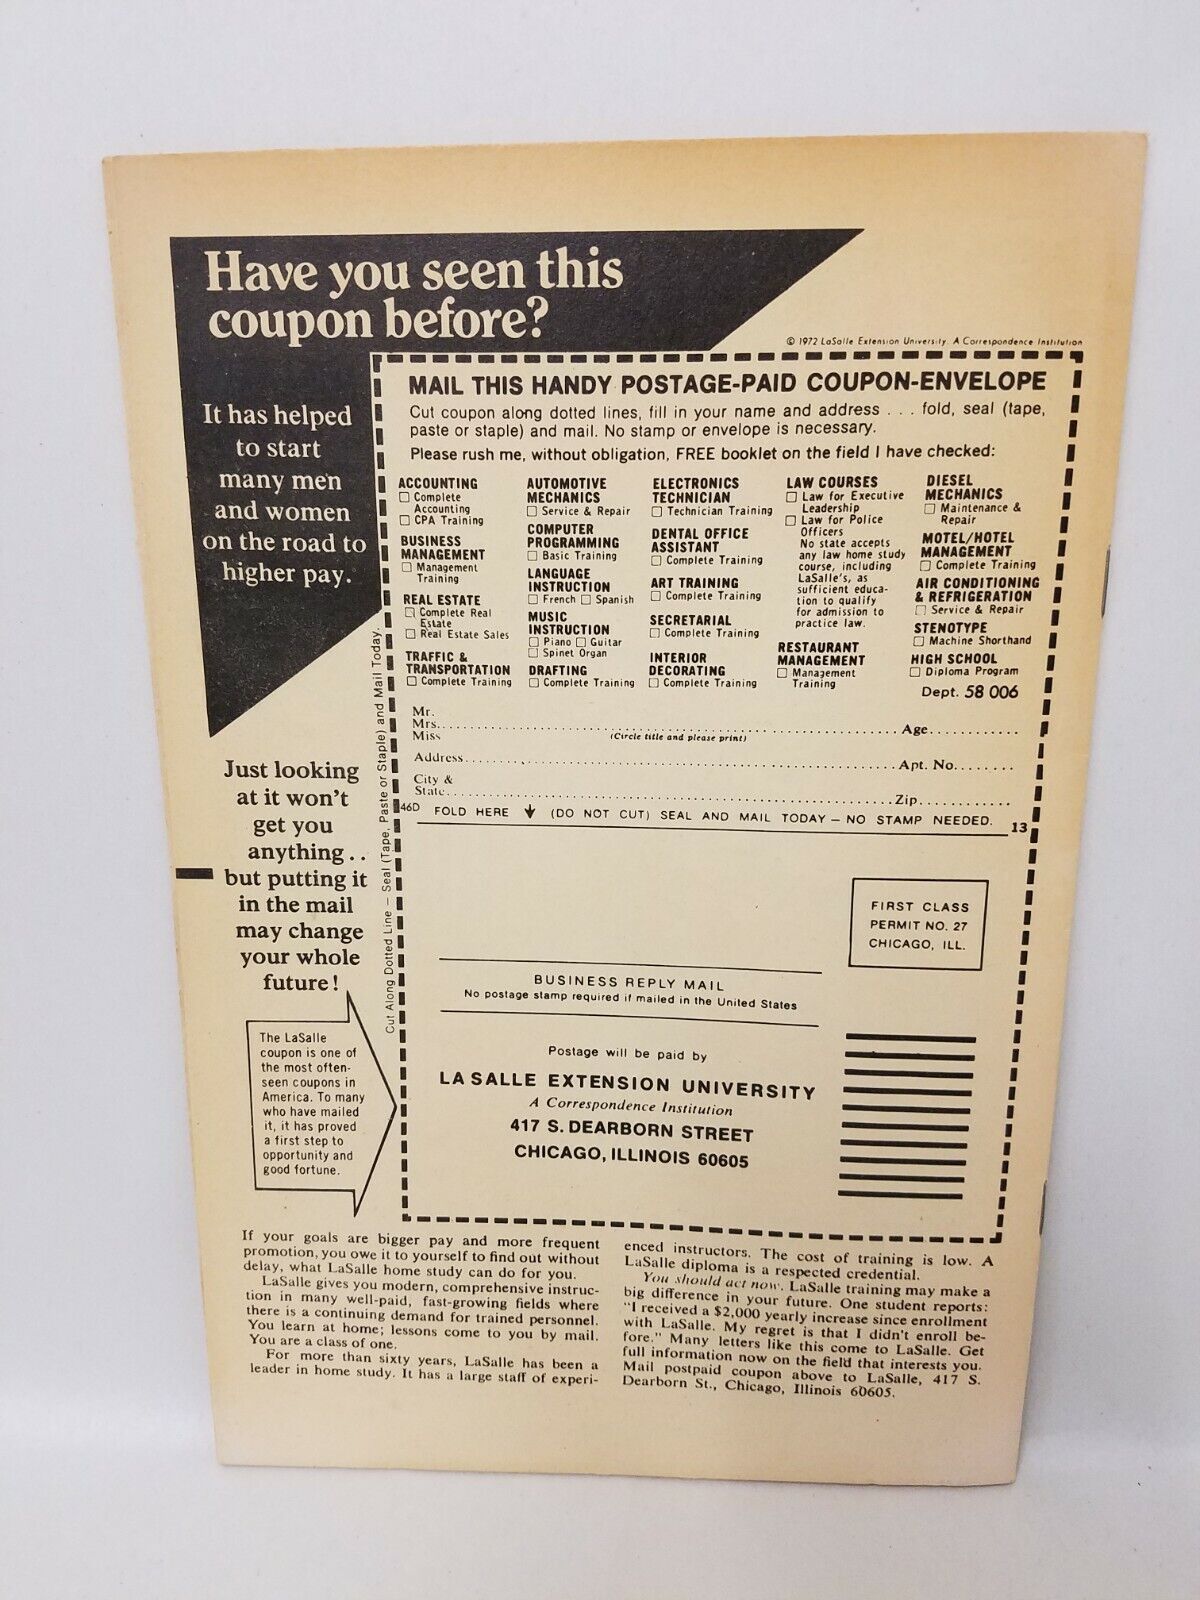 Have you seen this
coupon before?
It has helped
to start
many men
and women
on the road to
higher pay.
Just looking
at it won't
get you
anything . .
but putting it
in the mail
may change
your whole
future!
The LaSalle
coupon is one of
the most often-
seen coupons in
America. To many
who have mailed
it, it has proved
a first step to
opportunity and
good fortune.
© 1972 LaSalle Extension University. A Correspondence Institution
MAIL THIS HANDY POSTAGE-PAID COUPON-ENVELOPE
Cut coupon along dotted lines, fill in your name and address . . . fold, seal (tape,
paste or staple) and mail. No stamp or envelope is necessary.
Please rush me, without obligation, FREE booklet on the field I have checked:
ACCOUNTING
☐ Complete
Accounting
☐ CPA Training
BUSINESS
MANAGEMENT
☐ Management
Training
REAL ESTATE
☐ Complete Real
Estate
☐ Real Estate Sales
TRAFFIC &
TRANSPORTATION
☐ Complete Training
AUTOMOTIVE
MECHANICS
☐ Service & Repair
COMPUTER
PROGRAMMING
☐ Basic Training
LANGUAGE
INSTRUCTION
☐ French ☐ Spanish
MUSIC
INSTRUCTION
☐ Piano ☐ Guitar
☐ Spinet Organ
DRAFTING
☐ Complete Training
ELECTRONICS
TECHNICIAN
☐ Technician Training
DENTAL OFFICE
ASSISTANT
☐ Complete Training
ART TRAINING
☐ Complete Training
SECRETARIAL
☐ Complete Training
INTERIOR
DECORATING
☐ Complete Training
LAW COURSES
☐ Law for Executive
Leadership
☐ Law for Police
Officers
No state accepts
any law home study
course, including
LaSalle's, as
sufficient educa-
tion to qualify
for admission to
practice law.
RESTAURANT
MANAGEMENT
☐ Management
Training
DIESEL
MECHANICS
☐ Maintenance &
Repair
MOTEL/HOTEL
MANAGEMENT
☐ Complete Training
AIR CONDITIONING
& REFRIGERATION
☐ Service & Repair
STENOTYPE
☐ Machine Shorthand
HIGH SCHOOL
☐ Diploma Program
Dept. 58 006
Mr.
Mrs. Age
Miss (Circle title and please print)
Address Apt. No.
City &
State Zip
46D FOLD HERE (DO NOT CUT) SEAL AND MAIL TODAY – NO STAMP NEEDED. 13
Cut Along Dotted Line – Seal (Tape, Paste or Staple) and Mail Today.
FIRST CLASS
PERMIT NO. 27
CHICAGO, ILL.
BUSINESS REPLY MAIL
No postage stamp required if mailed in the United States
Postage will be paid by
LA SALLE EXTENSION UNIVERSITY
A Correspondence Institution
417 S. DEARBORN STREET
CHICAGO, ILLINOIS 60605
If your goals are bigger pay and more frequent
promotion, you owe it to yourself to find out without
delay, what LaSalle home study can do for you.
LaSalle gives you modern, comprehensive instruc-
tion in many well-paid, fast-growing fields where
there is a continuing demand for trained personnel.
You learn at home; lessons come to you by mail.
You are a class of one.
For more than sixty years, LaSalle has been a
leader in home study. It has a large staff of experi-
enced instructors. The cost of training is low. A
LaSalle diploma is a respected credential.
You should act now. LaSalle training may make a
big difference in your future. One student reports:
"I received a $2,000 yearly increase since enrollment
with LaSalle. My regret is that I didn't enroll be-
fore." Many letters like this come to LaSalle. Get
full information now on the field that interests you.
Mail postpaid coupon above to LaSalle, 417 S.
Dearborn St., Chicago, Illinois 60605.